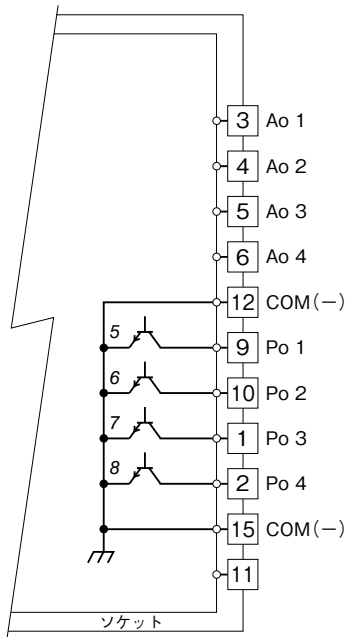 3 Ao 1
4 Ao 2
5 Ao 3
6 Ao 4
12 COM(－)
5 9 Po 1
6 10 Po 2
7 1 Po 3
8 2 Po 4
15 COM(－)
11
ソケット